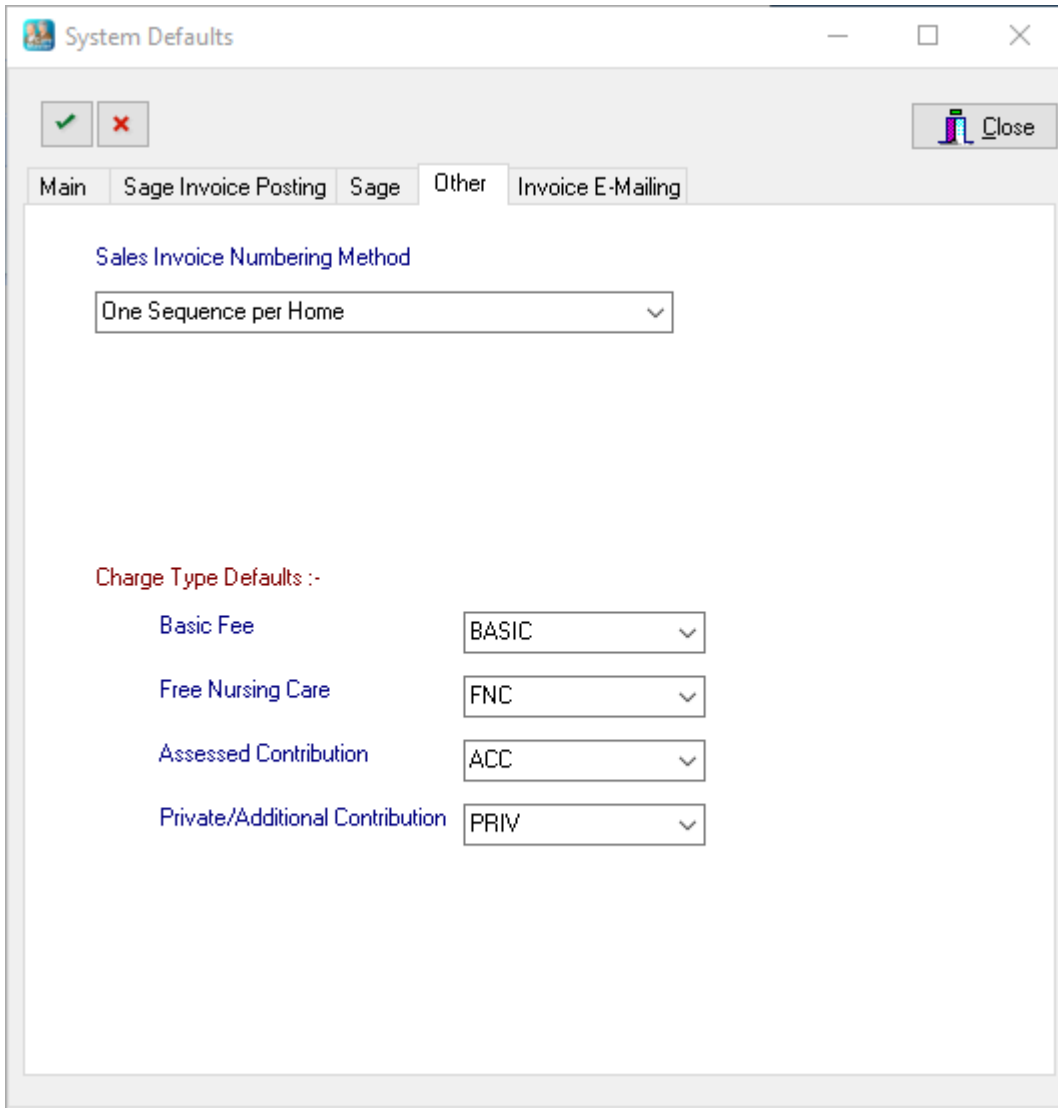 System Defaults
Close
Main Sage Invoice Posting Sage Other Invoice E-Mailing
Sales Invoice Numbering Method
One Sequence per Home
Charge Type Defaults :-
Basic Fee BASIC
Free Nursing Care FNC
Assessed Contribution ACC
Private/Additional Contribution PRIV